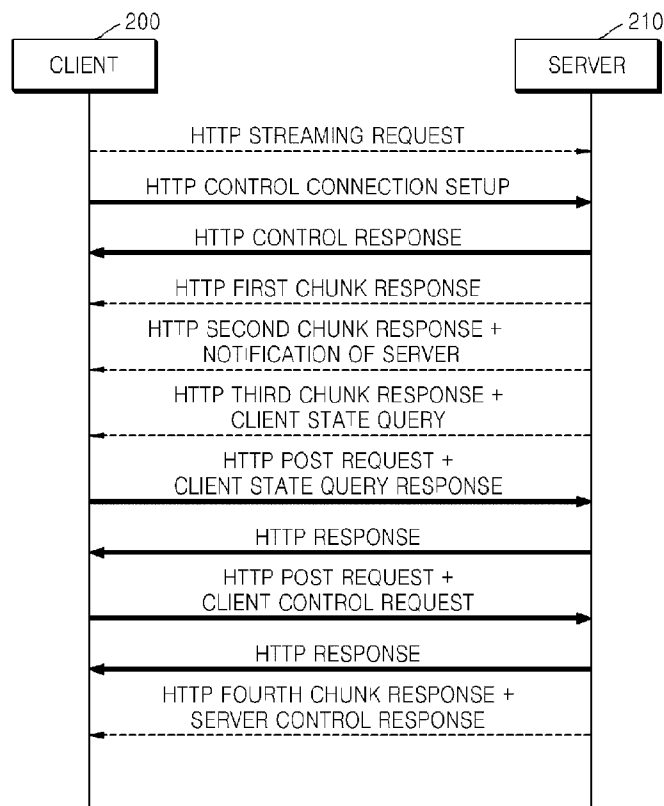 200
210
CLIENT
SERVER
HTTP STREAMING REQUEST
HTTP CONTROL CONNECTION SETUP
HTTP CONTROL RESPONSE
HTTP FIRST CHUNK RESPONSE
HTTP SECOND CHUNK RESPONSE +
NOTIFICATION OF SERVER
HTTP THIRD CHUNK RESPONSE +
CLIENT STATE QUERY
HTTP POST REQUEST +
CLIENT STATE QUERY RESPONSE
HTTP RESPONSE
HTTP POST REQUEST +
CLIENT CONTROL REQUEST
HTTP RESPONSE
HTTP FOURTH CHUNK RESPONSE +
SERVER CONTROL RESPONSE